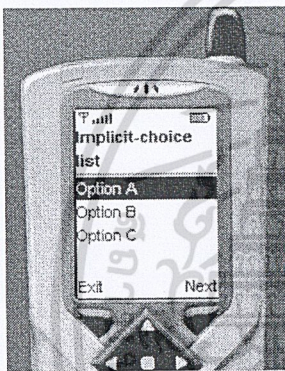 Implicit-choice
list
Option A
Option B
Option C
Exit Next